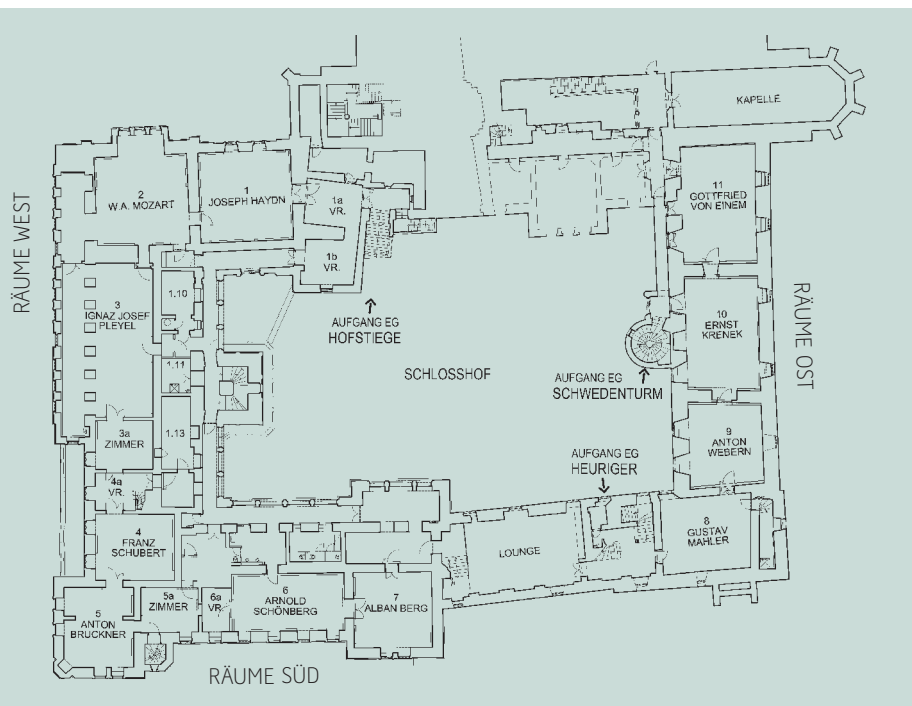 KAPELLE
11
GOTTFRIED
VON EINEM
1
JOSEPH HAYDN
2
W.A. MOZART
1a
VR.
1b
VR.
RÄUME WEST
3
IGNAZ JOSEF
PLEYEL
1.10
AUFGANG EG
HOFSTIEGE
10
ERNST
KRENEK
RÄUME OST
SCHLOSSHOF
AUFGANG EG
SCHWEDENTURM
1.11
3a
ZIMMER
1.13
9
ANTON
WEBERN
AUFGANG EG
HEURIGER
4a
VR.
4
FRANZ
SCHUBERT
LOUNGE
8
GUSTAV
MAHLER
5
ANTON
BRUCKNER
5a
ZIMMER
6a
VR.
6
ARNOLD
SCHÖNBERG
7
ALBAN BERG
RÄUME SÜD